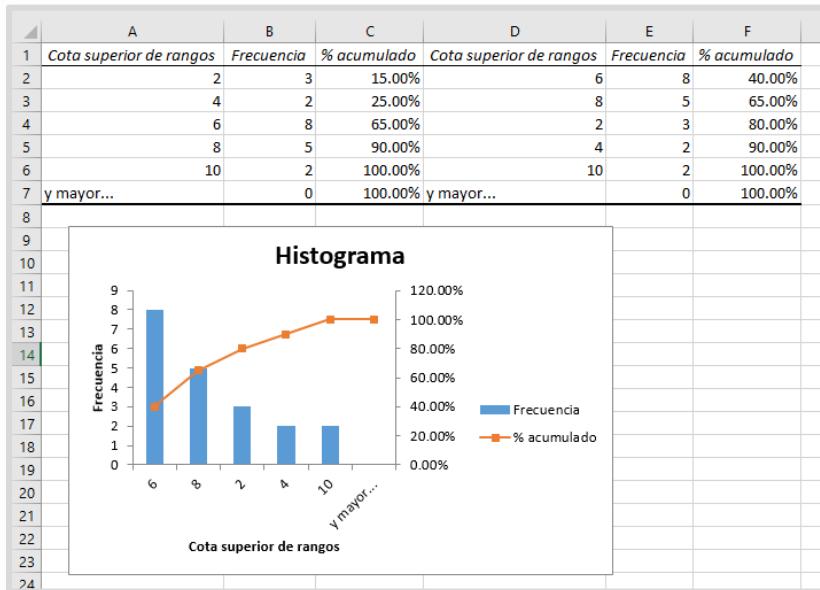 A B C D E F
1 Cota superior de rangos Frecuencia % acumulado Cota superior de rangos Frecuencia % acumulado
2 2 3 15.00% 6 8 40.00%
3 4 2 25.00% 8 5 65.00%
4 6 8 65.00% 2 3 80.00%
5 8 5 90.00% 4 2 90.00%
6 10 2 100.00% 10 2 100.00%
7 y mayor... 0 100.00% y mayor... 0 100.00%
8
9
10
11
12
13
14
15
16
17
18
19
20
21
22
23
24
Histograma
9
8
7
6
5
4
3
2
1
0
Frecuencia
120.00%
100.00%
80.00%
60.00%
40.00%
20.00%
0.00%
6 8 2 4 10 y mayor...
Cota superior de rangos
Frecuencia
% acumulado